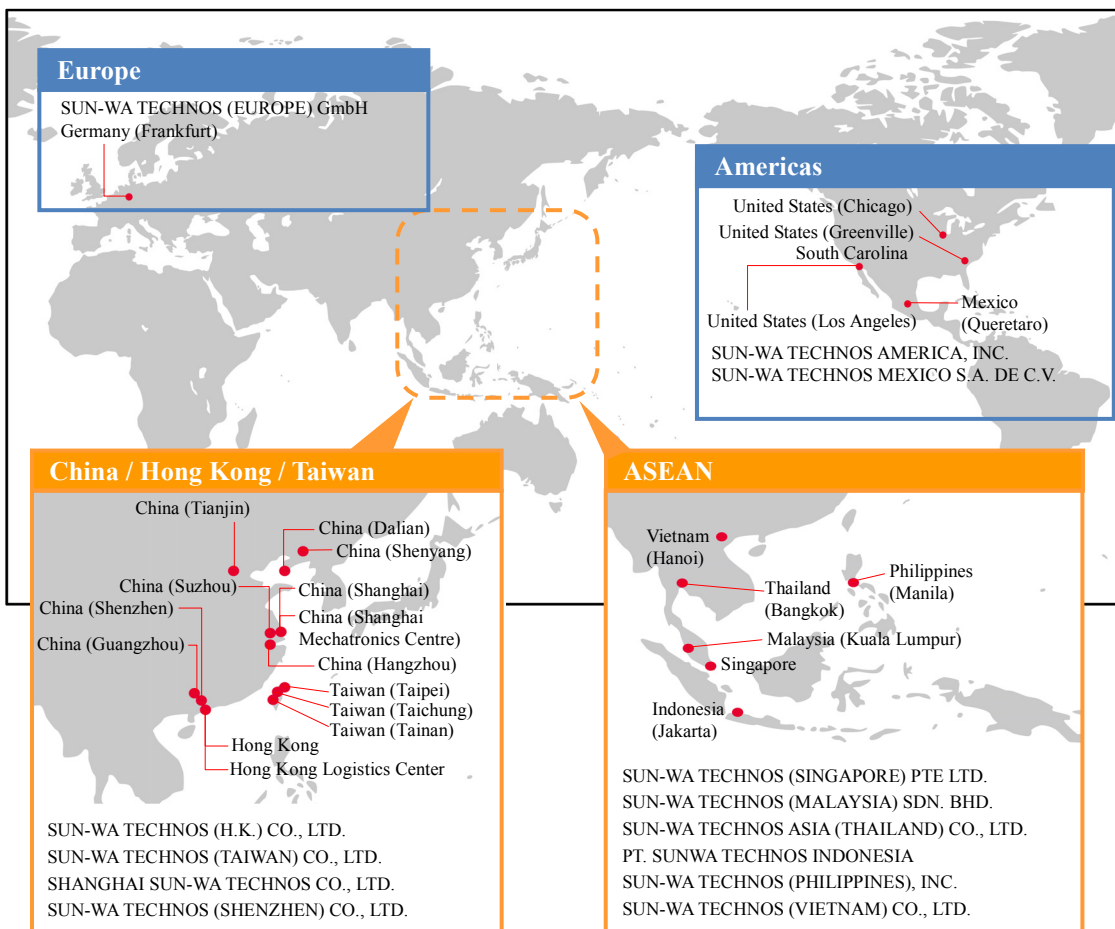 Europe
SUN-WA TECHNOS (EUROPE) GmbH
Germany (Frankfurt)
Americas
United States (Chicago)
United States (Greenville)
South Carolina
United States (Los Angeles)
Mexico
(Queretaro)
SUN-WA TECHNOS AMERICA, INC.
SUN-WA TECHNOS MEXICO S.A. DE C.V.
China / Hong Kong / Taiwan
China (Tianjin)
China (Dalian)
China (Shenyang)
China (Suzhou)
China (Shanghai)
China (Shenzhen)
China (Shanghai
Mechatronics Centre)
China (Guangzhou)
China (Hangzhou)
Taiwan (Taipei)
Taiwan (Taichung)
Taiwan (Tainan)
Hong Kong
Hong Kong Logistics Center
SUN-WA TECHNOS (H.K.) CO., LTD.
SUN-WA TECHNOS (TAIWAN) CO., LTD.
SHANGHAI SUN-WA TECHNOS CO., LTD.
SUN-WA TECHNOS (SHENZHEN) CO., LTD.
ASEAN
Vietnam
(Hanoi)
Philippines
(Manila)
Thailand
(Bangkok)
Malaysia (Kuala Lumpur)
Singapore
Indonesia
(Jakarta)
SUN-WA TECHNOS (SINGAPORE) PTE LTD.
SUN-WA TECHNOS (MALAYSIA) SDN. BHD.
SUN-WA TECHNOS ASIA (THAILAND) CO., LTD.
PT. SUNWA TECHNOS INDONESIA
SUN-WA TECHNOS (PHILIPPINES), INC.
SUN-WA TECHNOS (VIETNAM) CO., LTD.